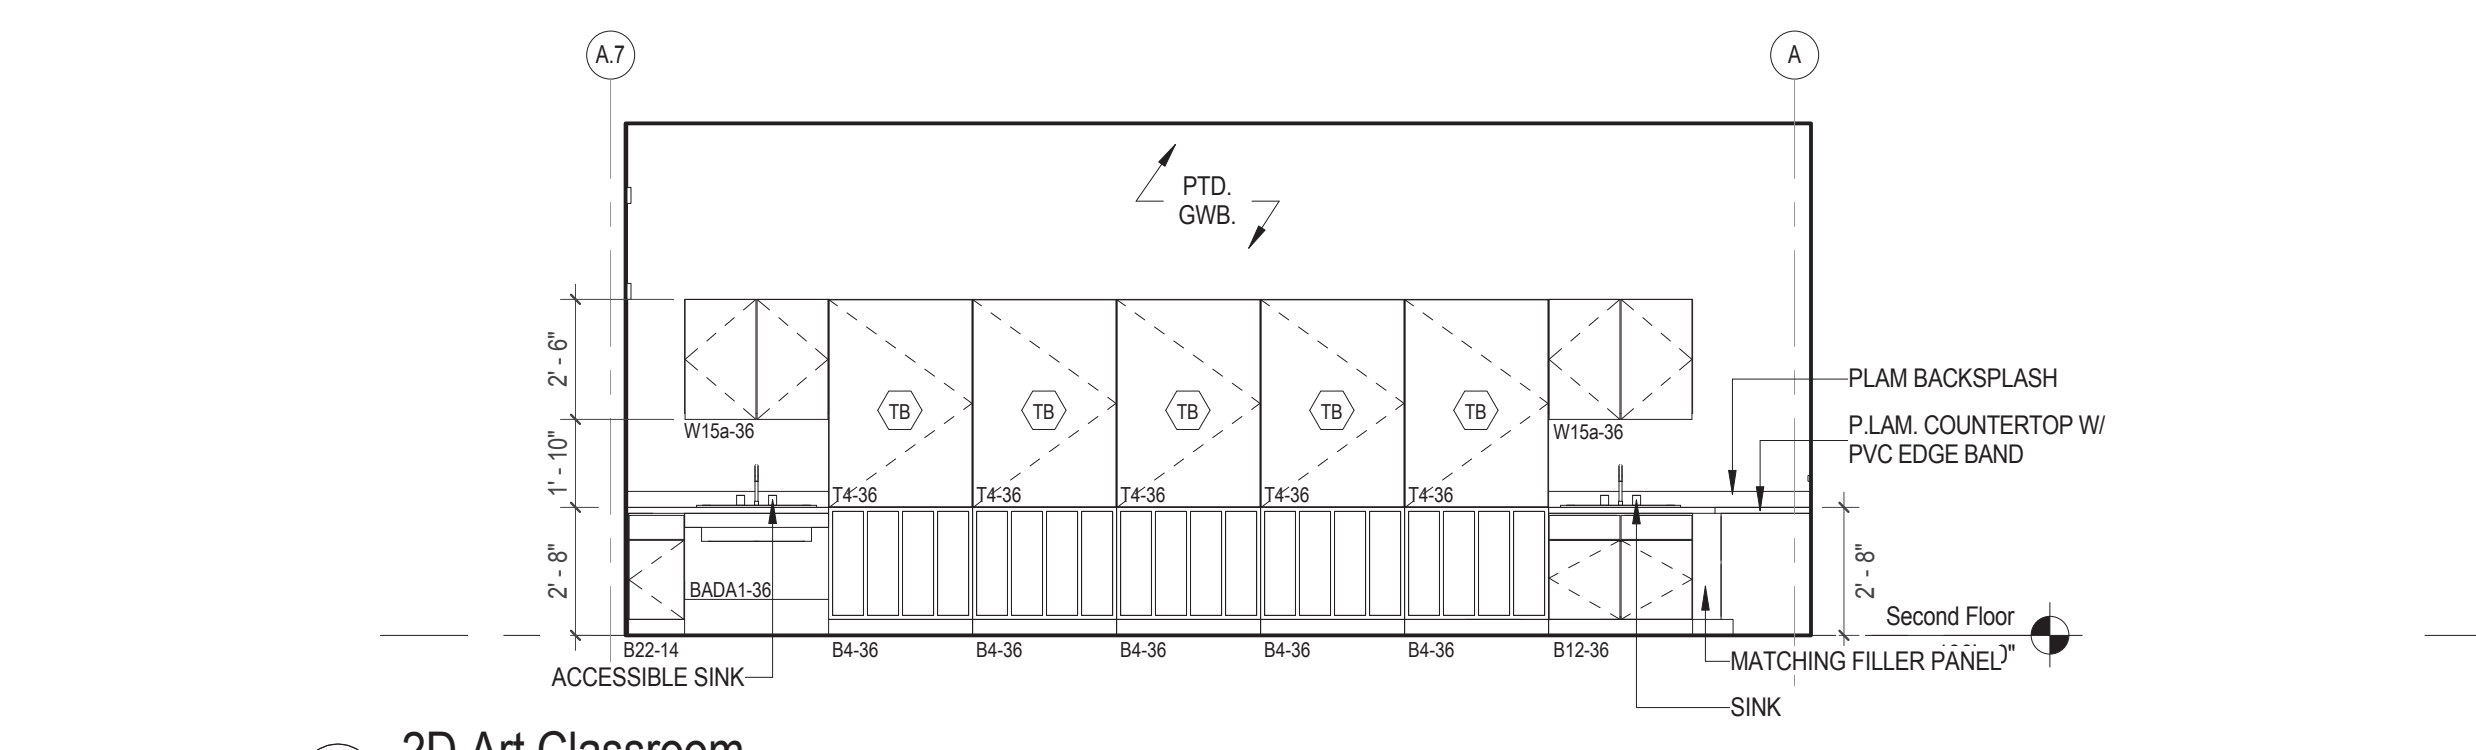 A.7
A
PTD.
GWB.
2' - 6"
1' - 10"
2' - 8"
TB
TB
TB
TB
TB
W15a-36
W15a-36
PLAM BACKSPLASH
P.LAM. COUNTERTOP W/
PVC EDGE BAND
T4-36
T4-36
T4-36
T4-36
T4-36
BADA1-36
2' - 8"
Second Floor
B22-14
B4-36
B4-36
B4-36
B4-36
B4-36
B12-36
MATCHING FILLER PANEL
ACCESSIBLE SINK
SINK
2D Art Classroom